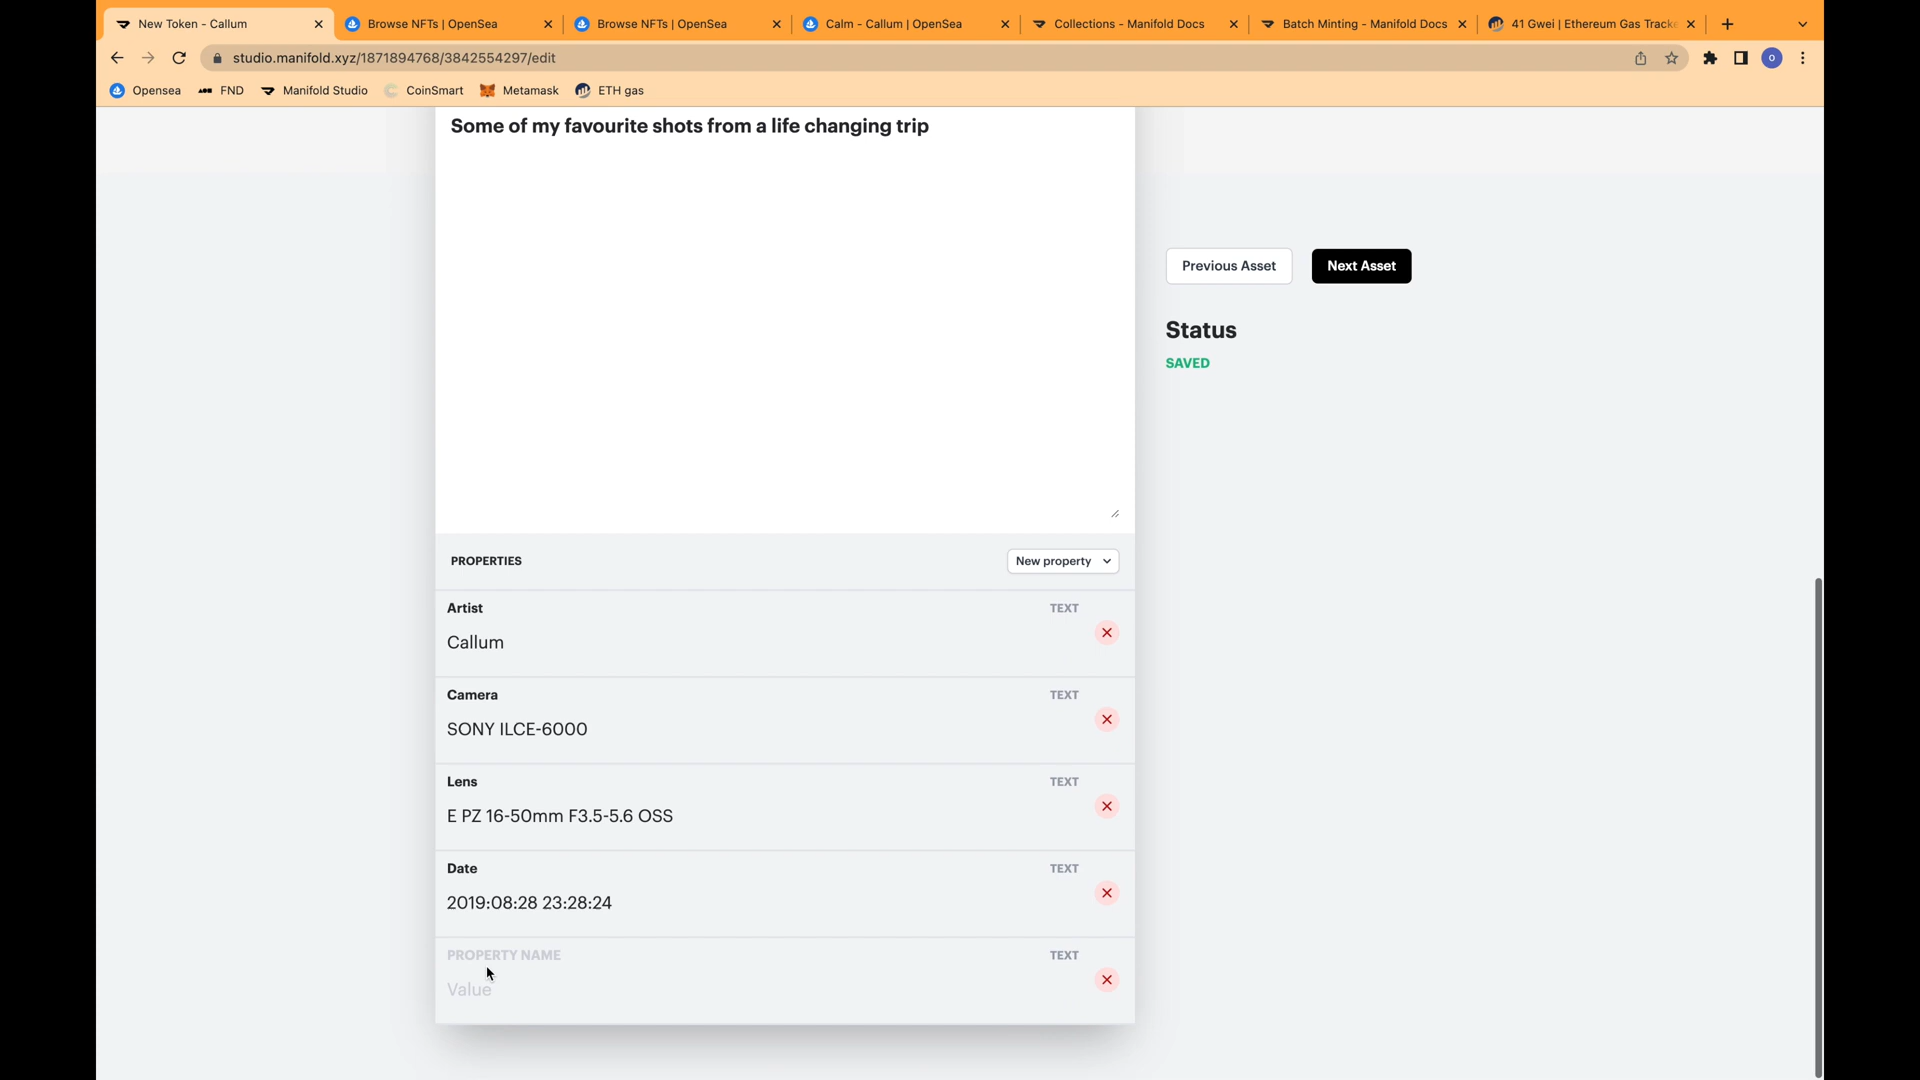 New Token - Callum
Browse NFTs | OpenSea
Browse NFTs | OpenSea
Calm - Callum | OpenSea
Collections - Manifold Docs
Batch Minting - Manifold Docs
41 Gwei | Ethereum Gas Tracke
studio.manifold.xyz/1871894768/3842554297/edit
O
Opensea
FND
Manifold Studio
CoinSmart
Metamask
ETH gas
Some of my favourite shots from a life changing trip
Previous Asset
Next Asset
Status
SAVED
PROPERTIES
New property
Artist
TEXT
Callum
Camera
TEXT
SONY ILCE-6000
Lens
TEXT
E PZ 16-50mm F3.5-5.6 OSS
Date
TEXT
2019:08:28 23:28:24
PROPERTY NAME
TEXT
Value